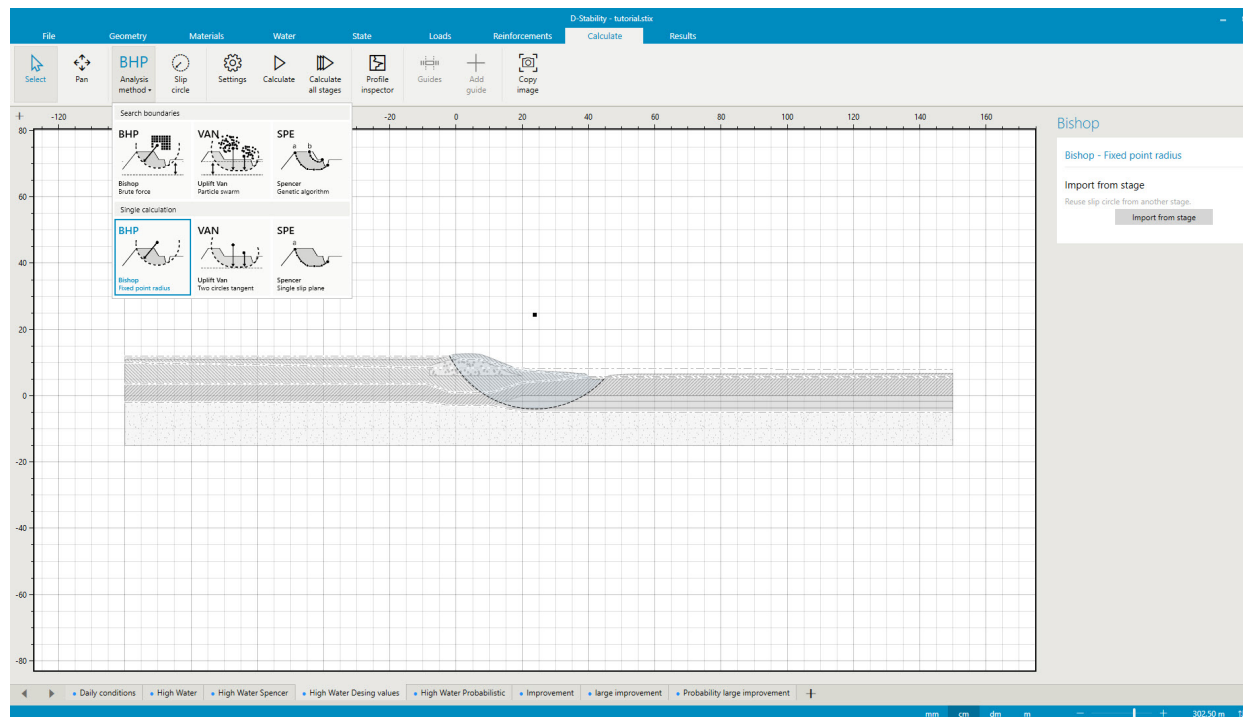 D-Stability - tutorial.stix
File Geometry Materials Water State Loads Reinforcements Calculate Results
Select Pan BHP Analysis method Slip circle Settings Calculate Calculate all stages Profile inspector Guides Add guide Copy image
-120 -20 0 20 40 60 80 100 120 140 160
80
60
40
20
0
-20
-40
-60
-80
Search boundaries
BHP VAN SPE
a b
Bishop Uplift Van Spencer
Brute force Particle swarm Genetic algorithm
Single calculation
BHP VAN SPE
a
Bishop Uplift Van Spencer
Fixed point radius Two circles tangent Single slip plane
Bishop
Bishop - Fixed point radius
Import from stage
Reuse slip circle from another stage.
Import from stage
Daily conditions High Water High Water Spencer High Water Desing values High Water Probabilistic Improvement large improvement Probability large improvement
mm cm dm m 302,50 m